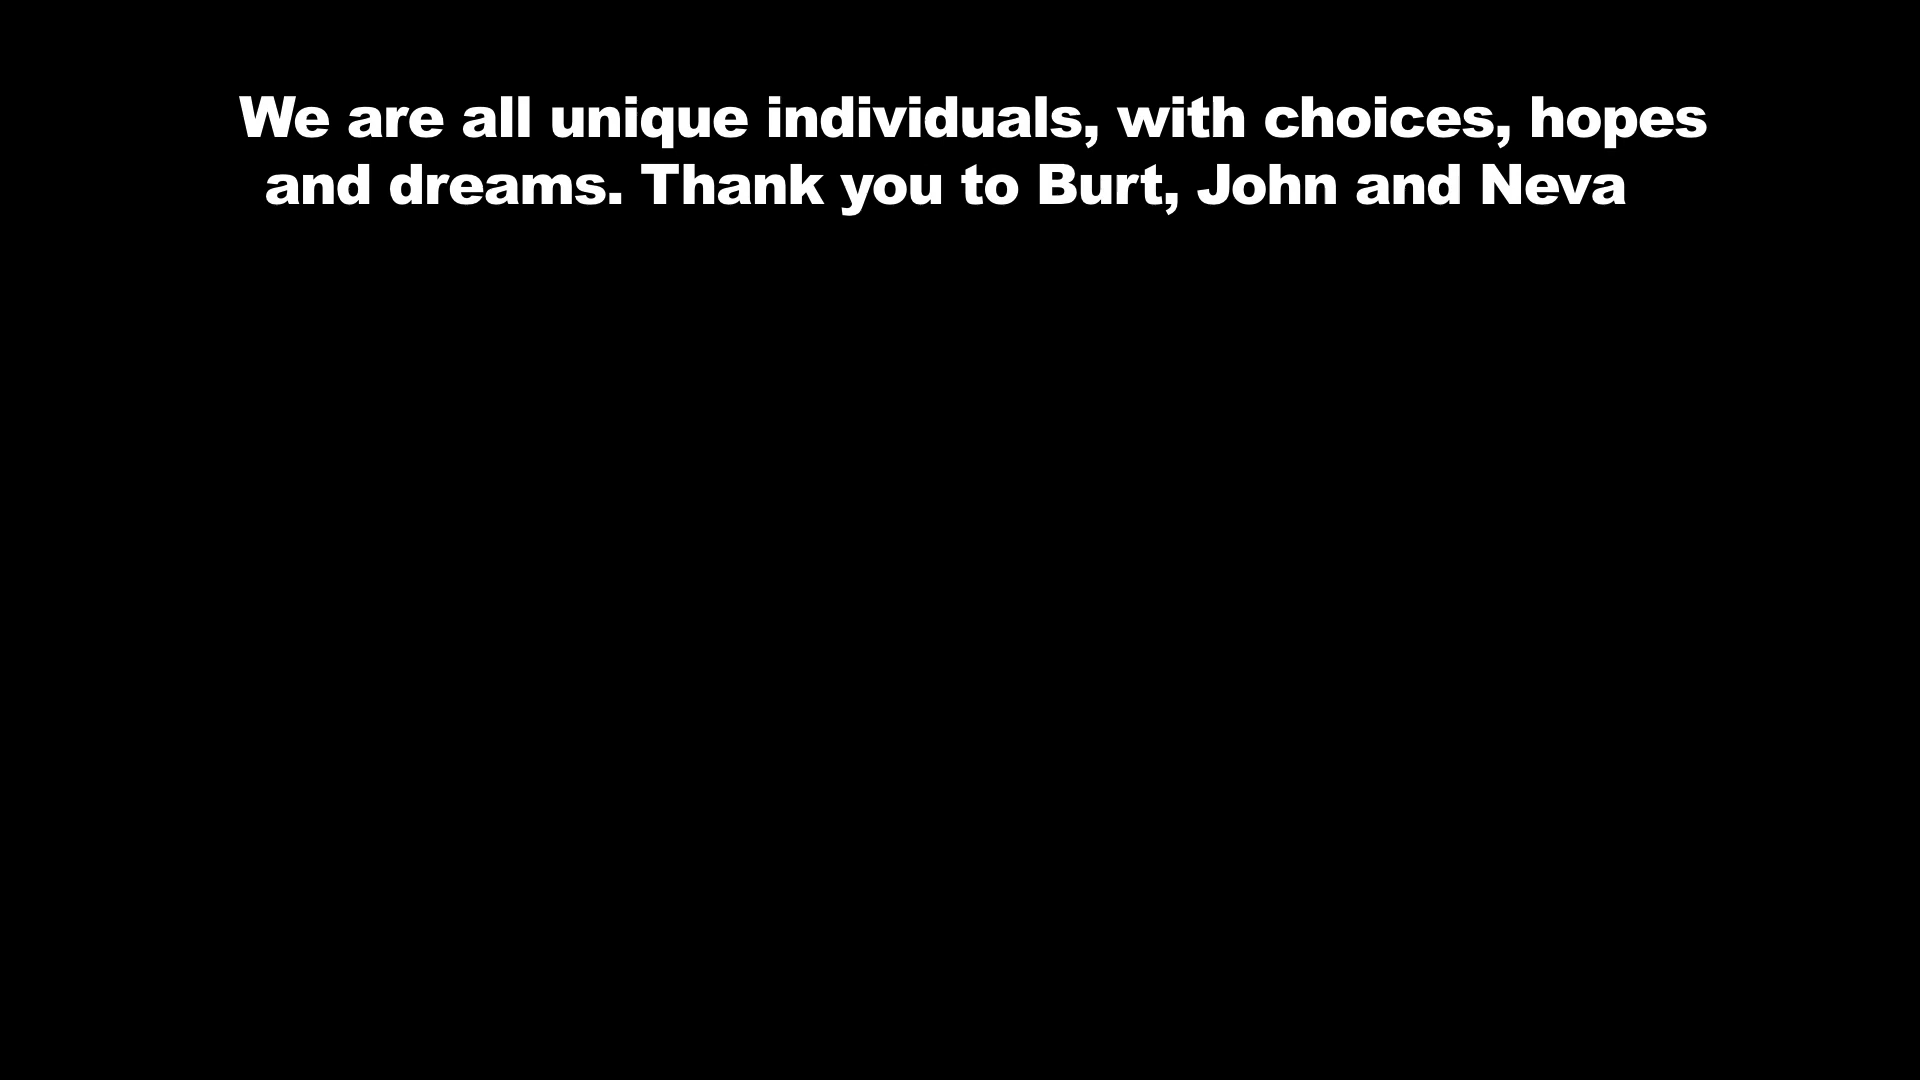 We are all unique individuals, with choices, hopes
and dreams. Thank you to Burt, John and Neva